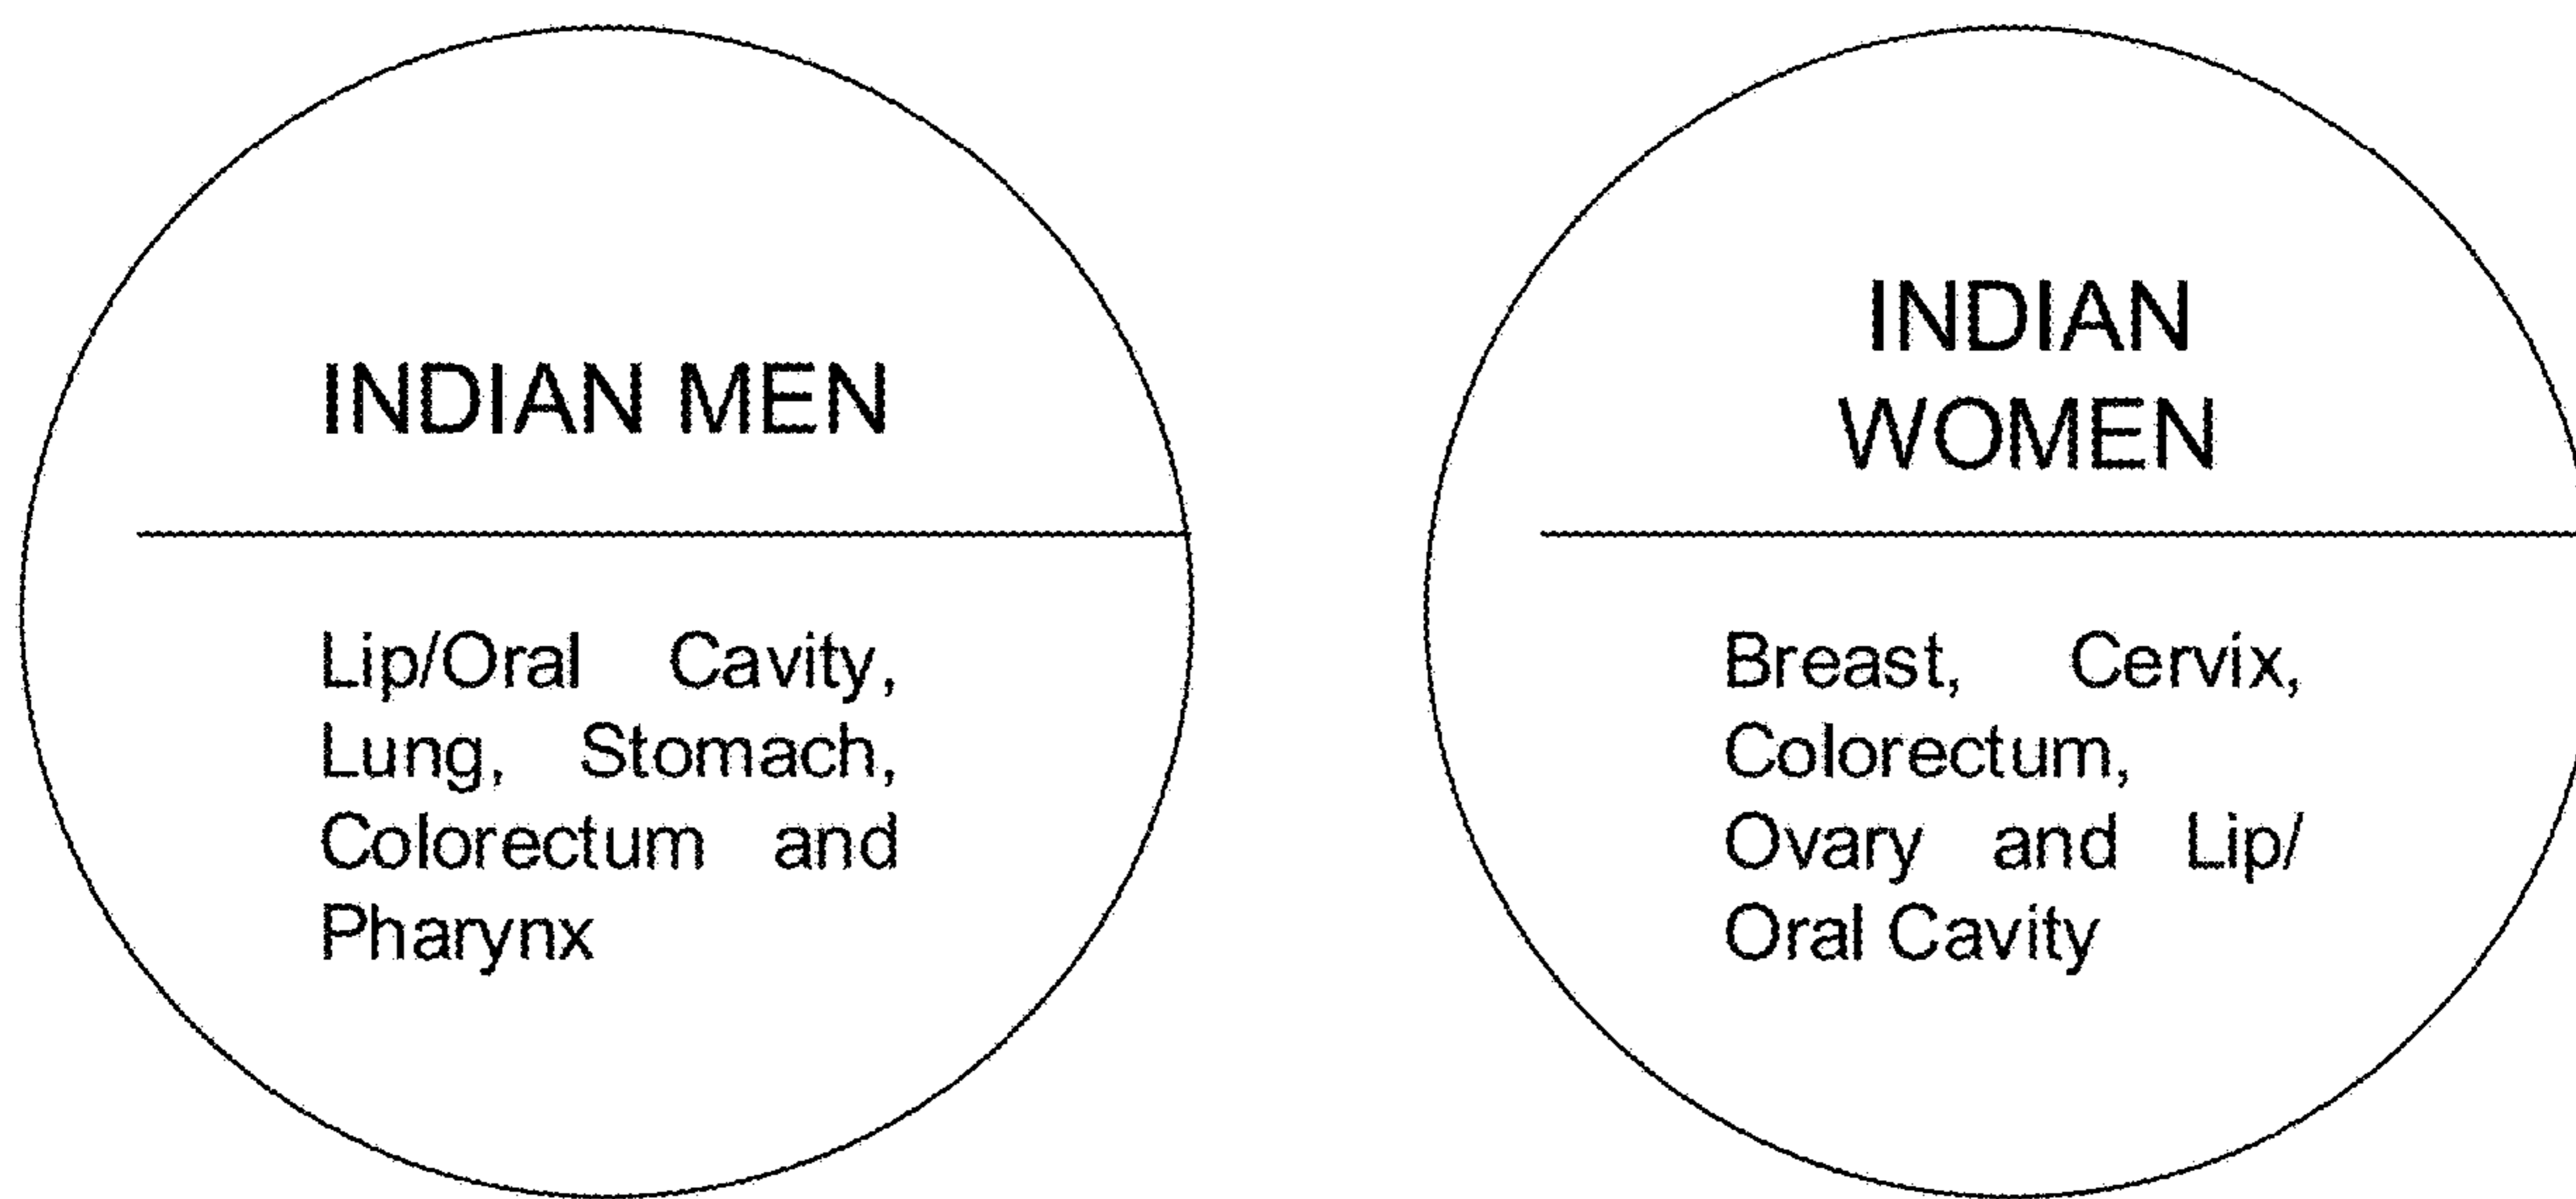 INDIAN MEN
Lip/Oral Cavity,
Lung, Stomach,
Colorectum and
Pharynx
INDIAN
WOMEN
Breast, Cervix,
Colorectum,
Ovary and Lip/
Oral Cavity